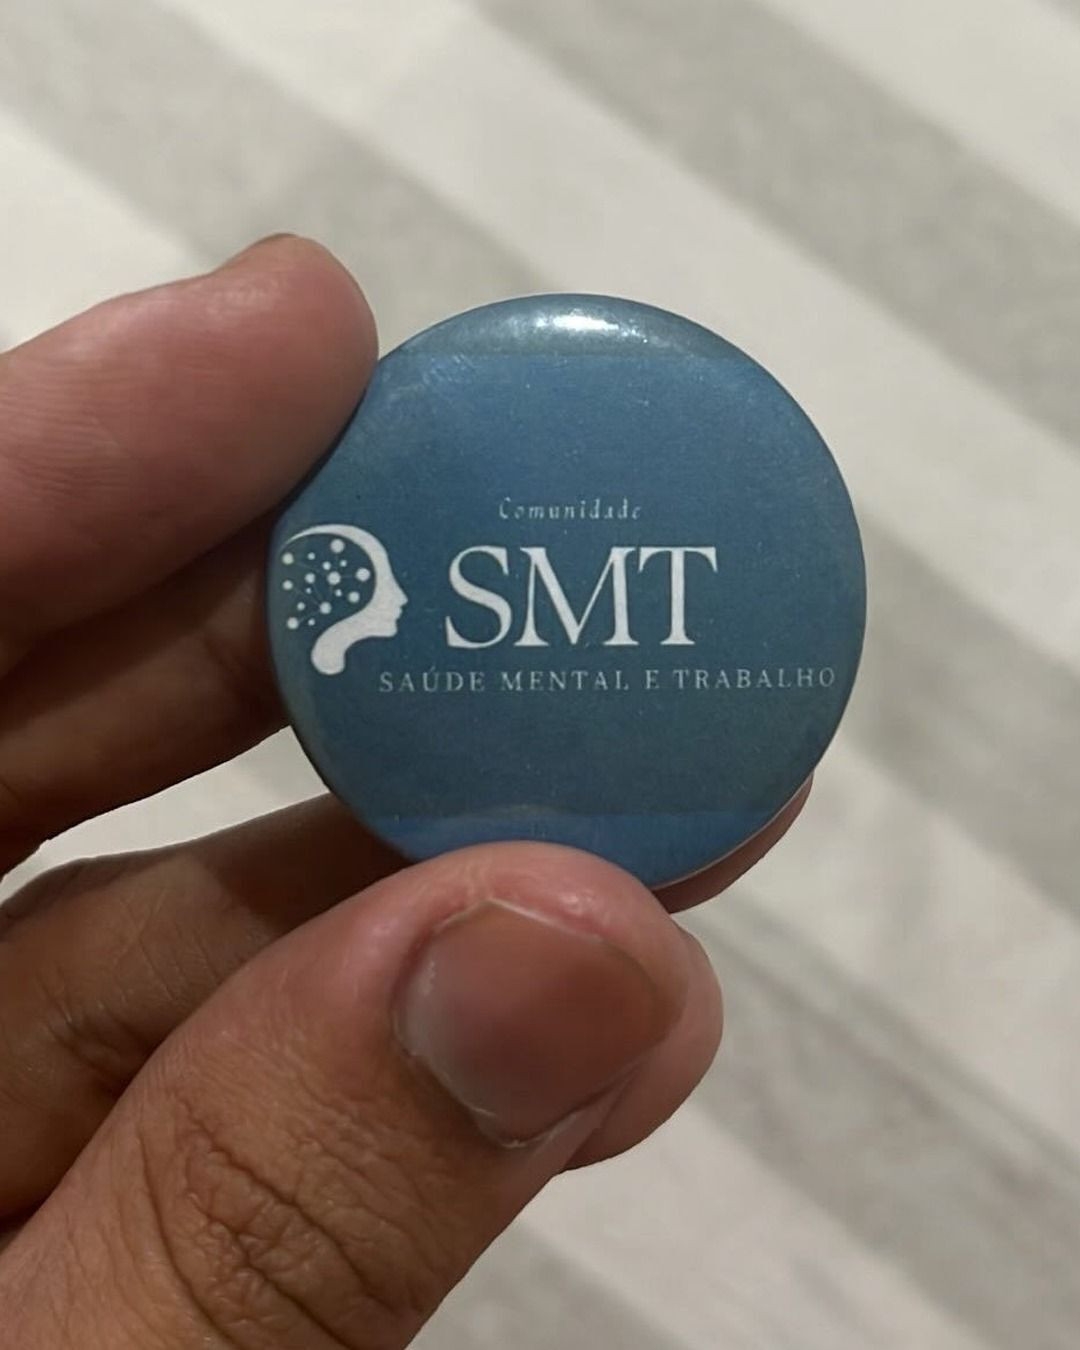 Comunidade
SMT
SAÚDE MENTAL E TRABALHO